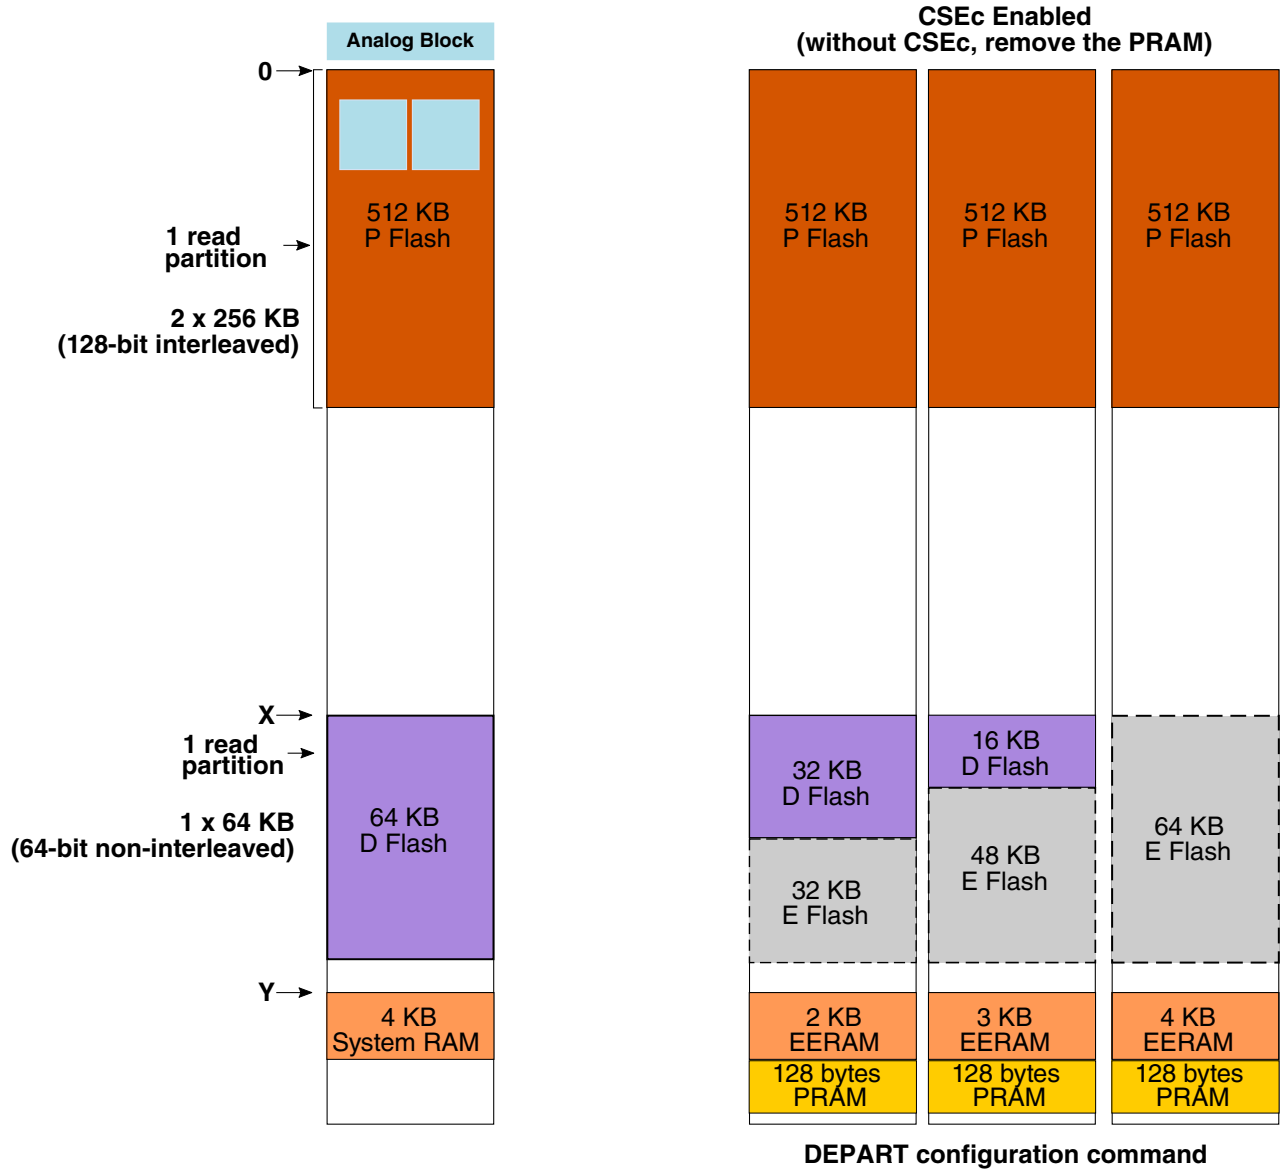 CSEc Enabled
(without CSEc, remove the PRAM)
Analog Block
0
512 KB
P Flash
1 read
partition
2 x 256 KB
(128-bit interleaved)
512 KB
P Flash
512 KB
P Flash
512 KB
P Flash
X
1 read
partition
1 x 64 KB
(64-bit non-interleaved)
64 KB
D Flash
32 KB
D Flash
32 KB
E Flash
16 KB
D Flash
48 KB
E Flash
64 KB
E Flash
Y
4 KB
System RAM
2 KB
EERAM
128 bytes
PRAM
3 KB
EERAM
128 bytes
PRAM
4 KB
EERAM
128 bytes
PRAM
DEPART configuration command